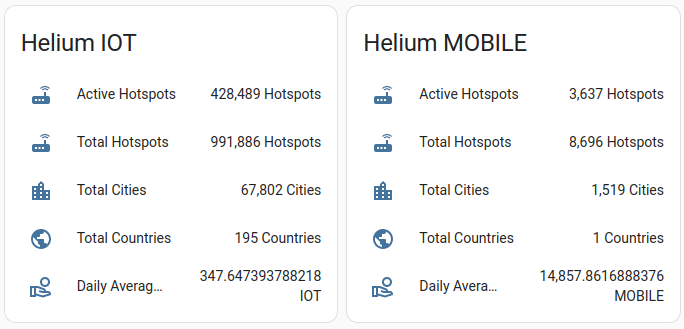 Helium IOT
Active Hotspots 428,489 Hotspots
Total Hotspots 991,886 Hotspots
Total Cities 67,802 Cities
Total Countries 195 Countries
Daily Averag... 347.647393788218
IOT
Helium MOBILE
Active Hotspots 3,637 Hotspots
Total Hotspots 8,696 Hotspots
Total Cities 1,519 Cities
Total Countries 1 Countries
Daily Avera... 14,857.8616888376
MOBILE